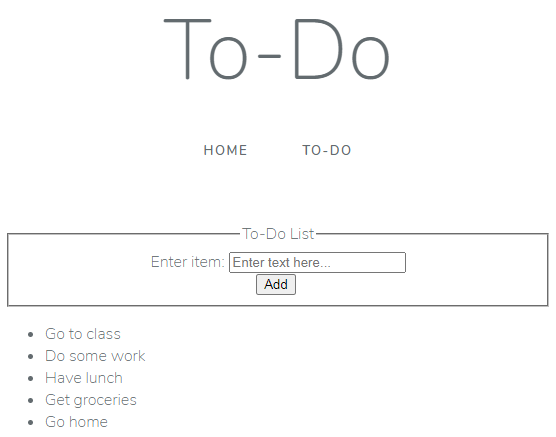 To-Do
HOME TO-DO
To-Do List
Enter item: Enter text here...
Add
Go to class
Do some work
Have lunch
Get groceries
Go home